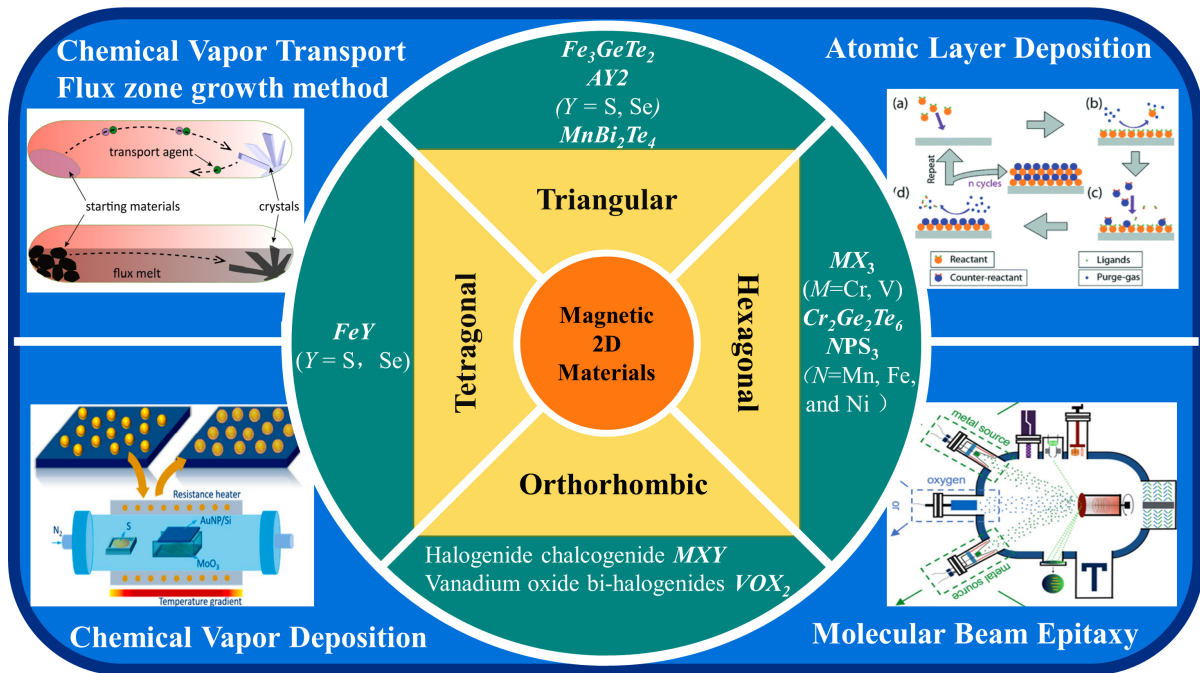 Chemical Vapor Transport
Flux zone growth method
transport agent
starting materials
crystals
flux melt
Fe₃GeTe₂
AY2
(Y = S, Se)
MnBi₂Te₄
Atomic Layer Deposition
(a)
(b)
Repeat
n cycles
(d)
(c)
Reactant
Ligands
Counter-reactant
Purge-gas
Triangular
Tetragonal
Hexagonal
Orthorhombic
Magnetic
2D
Materials
FeY
(Y = S, Se)
MX₃
(M=Cr, V)
Cr₂Ge₂Te₆
NPS₃
(N=Mn, Fe,
and Ni )
Halogenide chalcogenide MXY
Vanadium oxide bi-halogenides VOX₂
Resistance heater
N₂
S
AuNP/Si
MoO₃
Temperature gradient
Chemical Vapor Deposition
metal source
oxygen
or
metal source
T
Molecular Beam Epitaxy